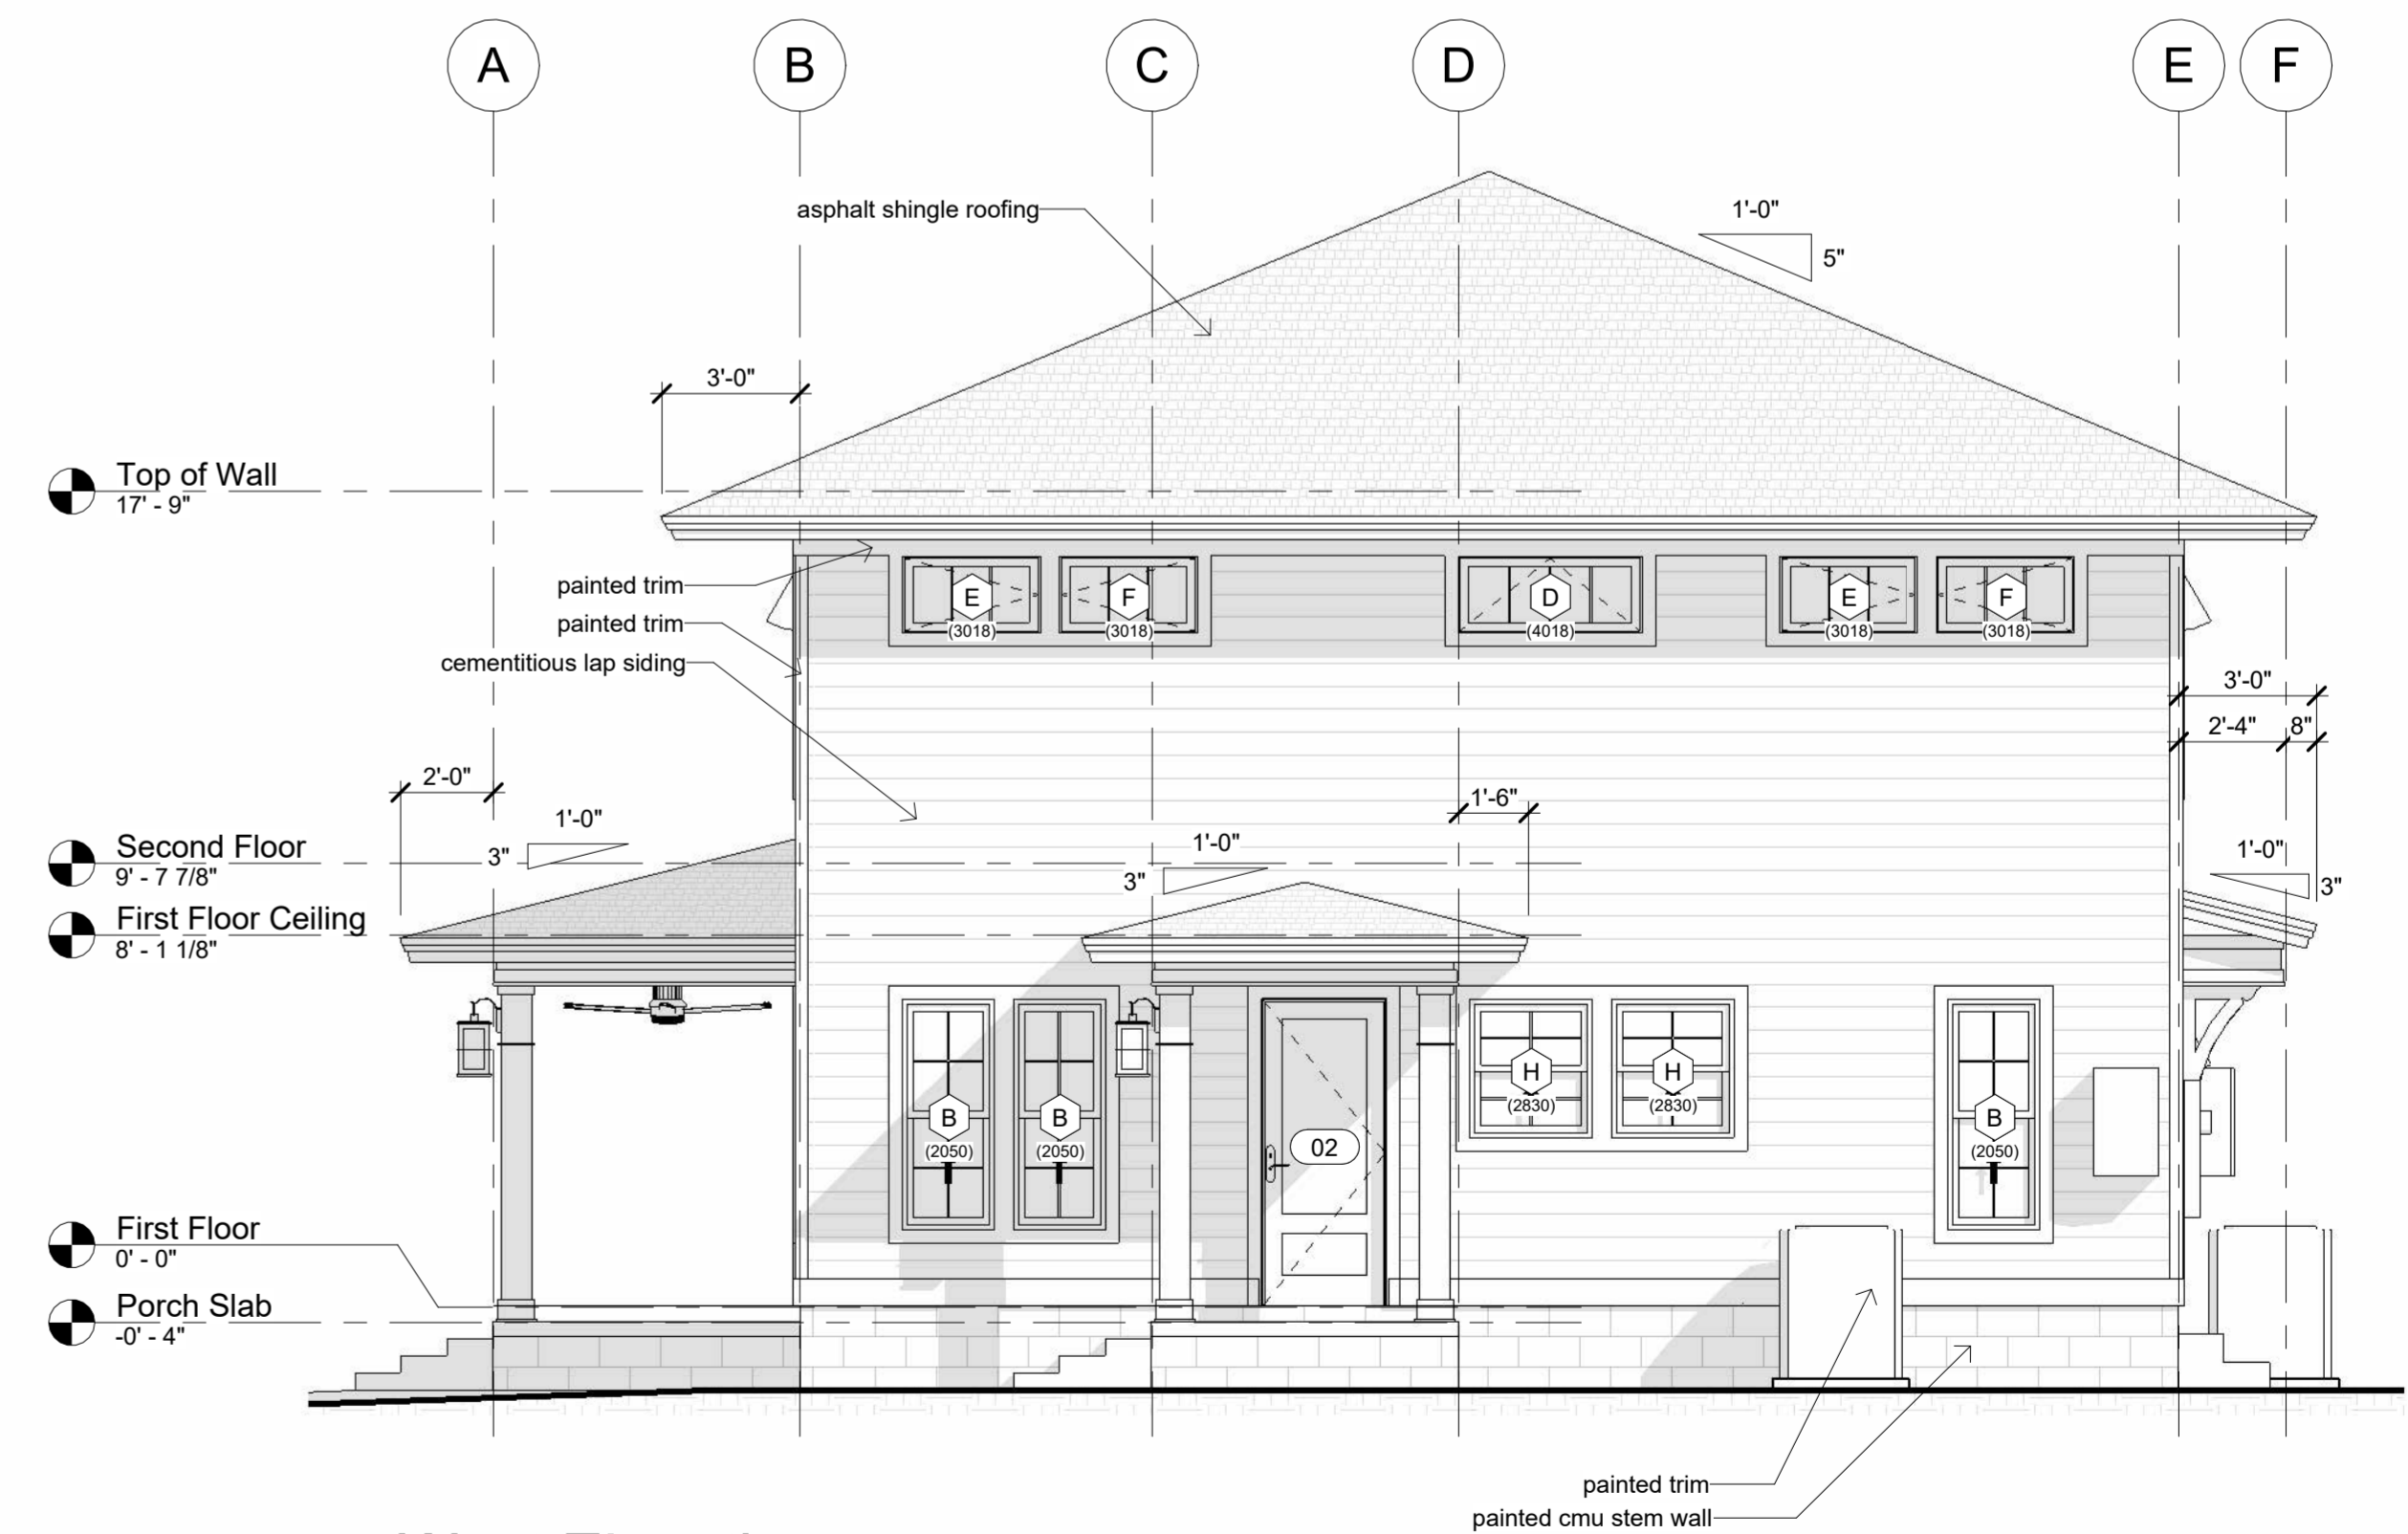 A B C D E F
asphalt shingle roofing
1'-0"
5"
3'-0"
Top of Wall
17' - 9"
painted trim
painted trim
cementitious lap siding
E
(3018)
F
(3018)
D
(4018)
E
(3018)
F
(3018)
3'-0"
2'-4" 8"
2'-0"
1'-0"
3"
1'-6"
1'-0"
3"
1'-0"
3"
Second Floor
9' - 7 7/8"
First Floor Ceiling
8' - 1 1/8"
B
(2050)
B
(2050)
02
H
(2830)
H
(2830)
B
(2050)
First Floor
0' - 0"
Porch Slab
-0' - 4"
painted trim
painted cmu stem wall